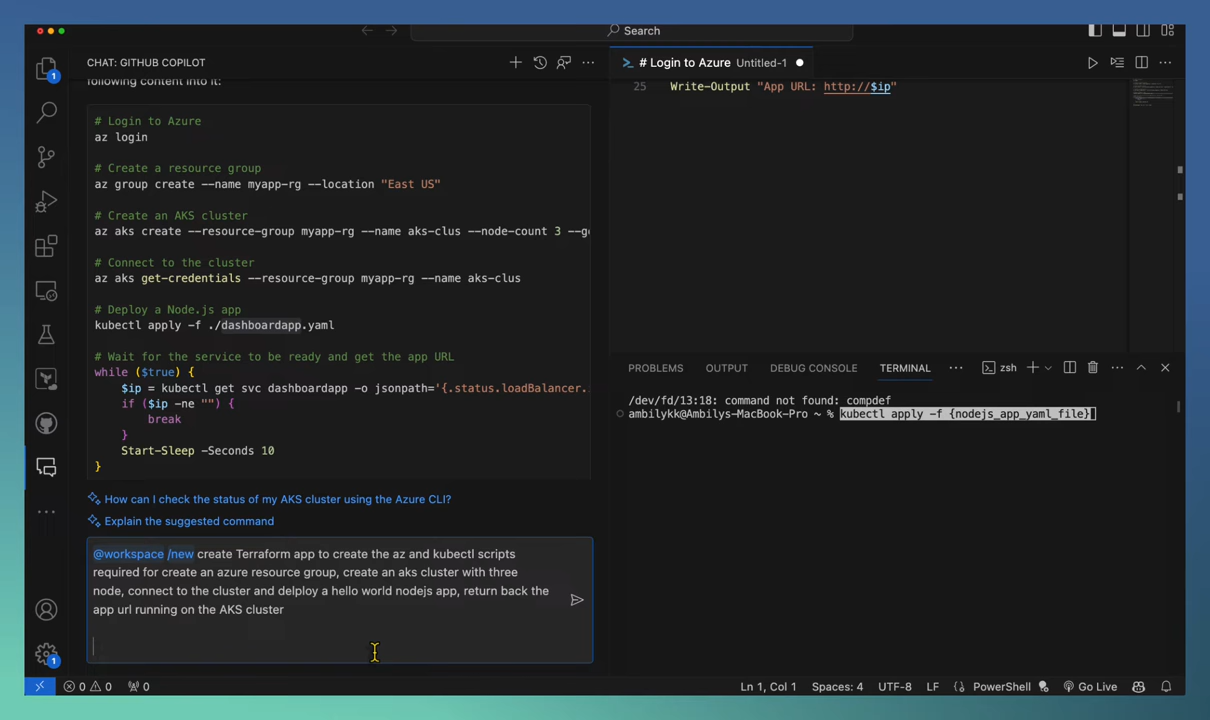 Search
CHAT: GITHUB COPILOT
following content into it:
# Login to Azure
az login
# Create a resource group
az group create --name myapp-rg --location "East US"
# Create an AKS cluster
az aks create --resource-group myapp-rg --name aks-clus --node-count 3 --ge
# Connect to the cluster
az aks get-credentials --resource-group myapp-rg --name aks-clus
# Deploy a Node.js app
kubectl apply -f ./dashboardapp.yaml
# Wait for the service to be ready and get the app URL
while ($true) {
$ip = kubectl get svc dashboardapp -o jsonpath='{.status.loadBalancer.
if ($ip -ne "") {
break
}
Start-Sleep -Seconds 10
}
How can I check the status of my AKS cluster using the Azure CLI?
Explain the suggested command
@workspace /new create Terraform app to create the az and kubectl scripts
required for create an azure resource group, create an aks cluster with three
node, connect to the cluster and delploy a hello world nodejs app, return back the
app url running on the AKS cluster
# Login to Azure Untitled-1
25 Write-Output "App URL: http://$ip"
PROBLEMS OUTPUT DEBUG CONSOLE TERMINAL zsh
/dev/fd/13:18: command not found: compdef
ambilykk@Ambilys-MacBook-Pro ~ % kubectl apply -f {nodejs_app_yaml_file}
1
1
0 0 0 Ln 1, Col 1 Spaces: 4 UTF-8 LF PowerShell Go Live